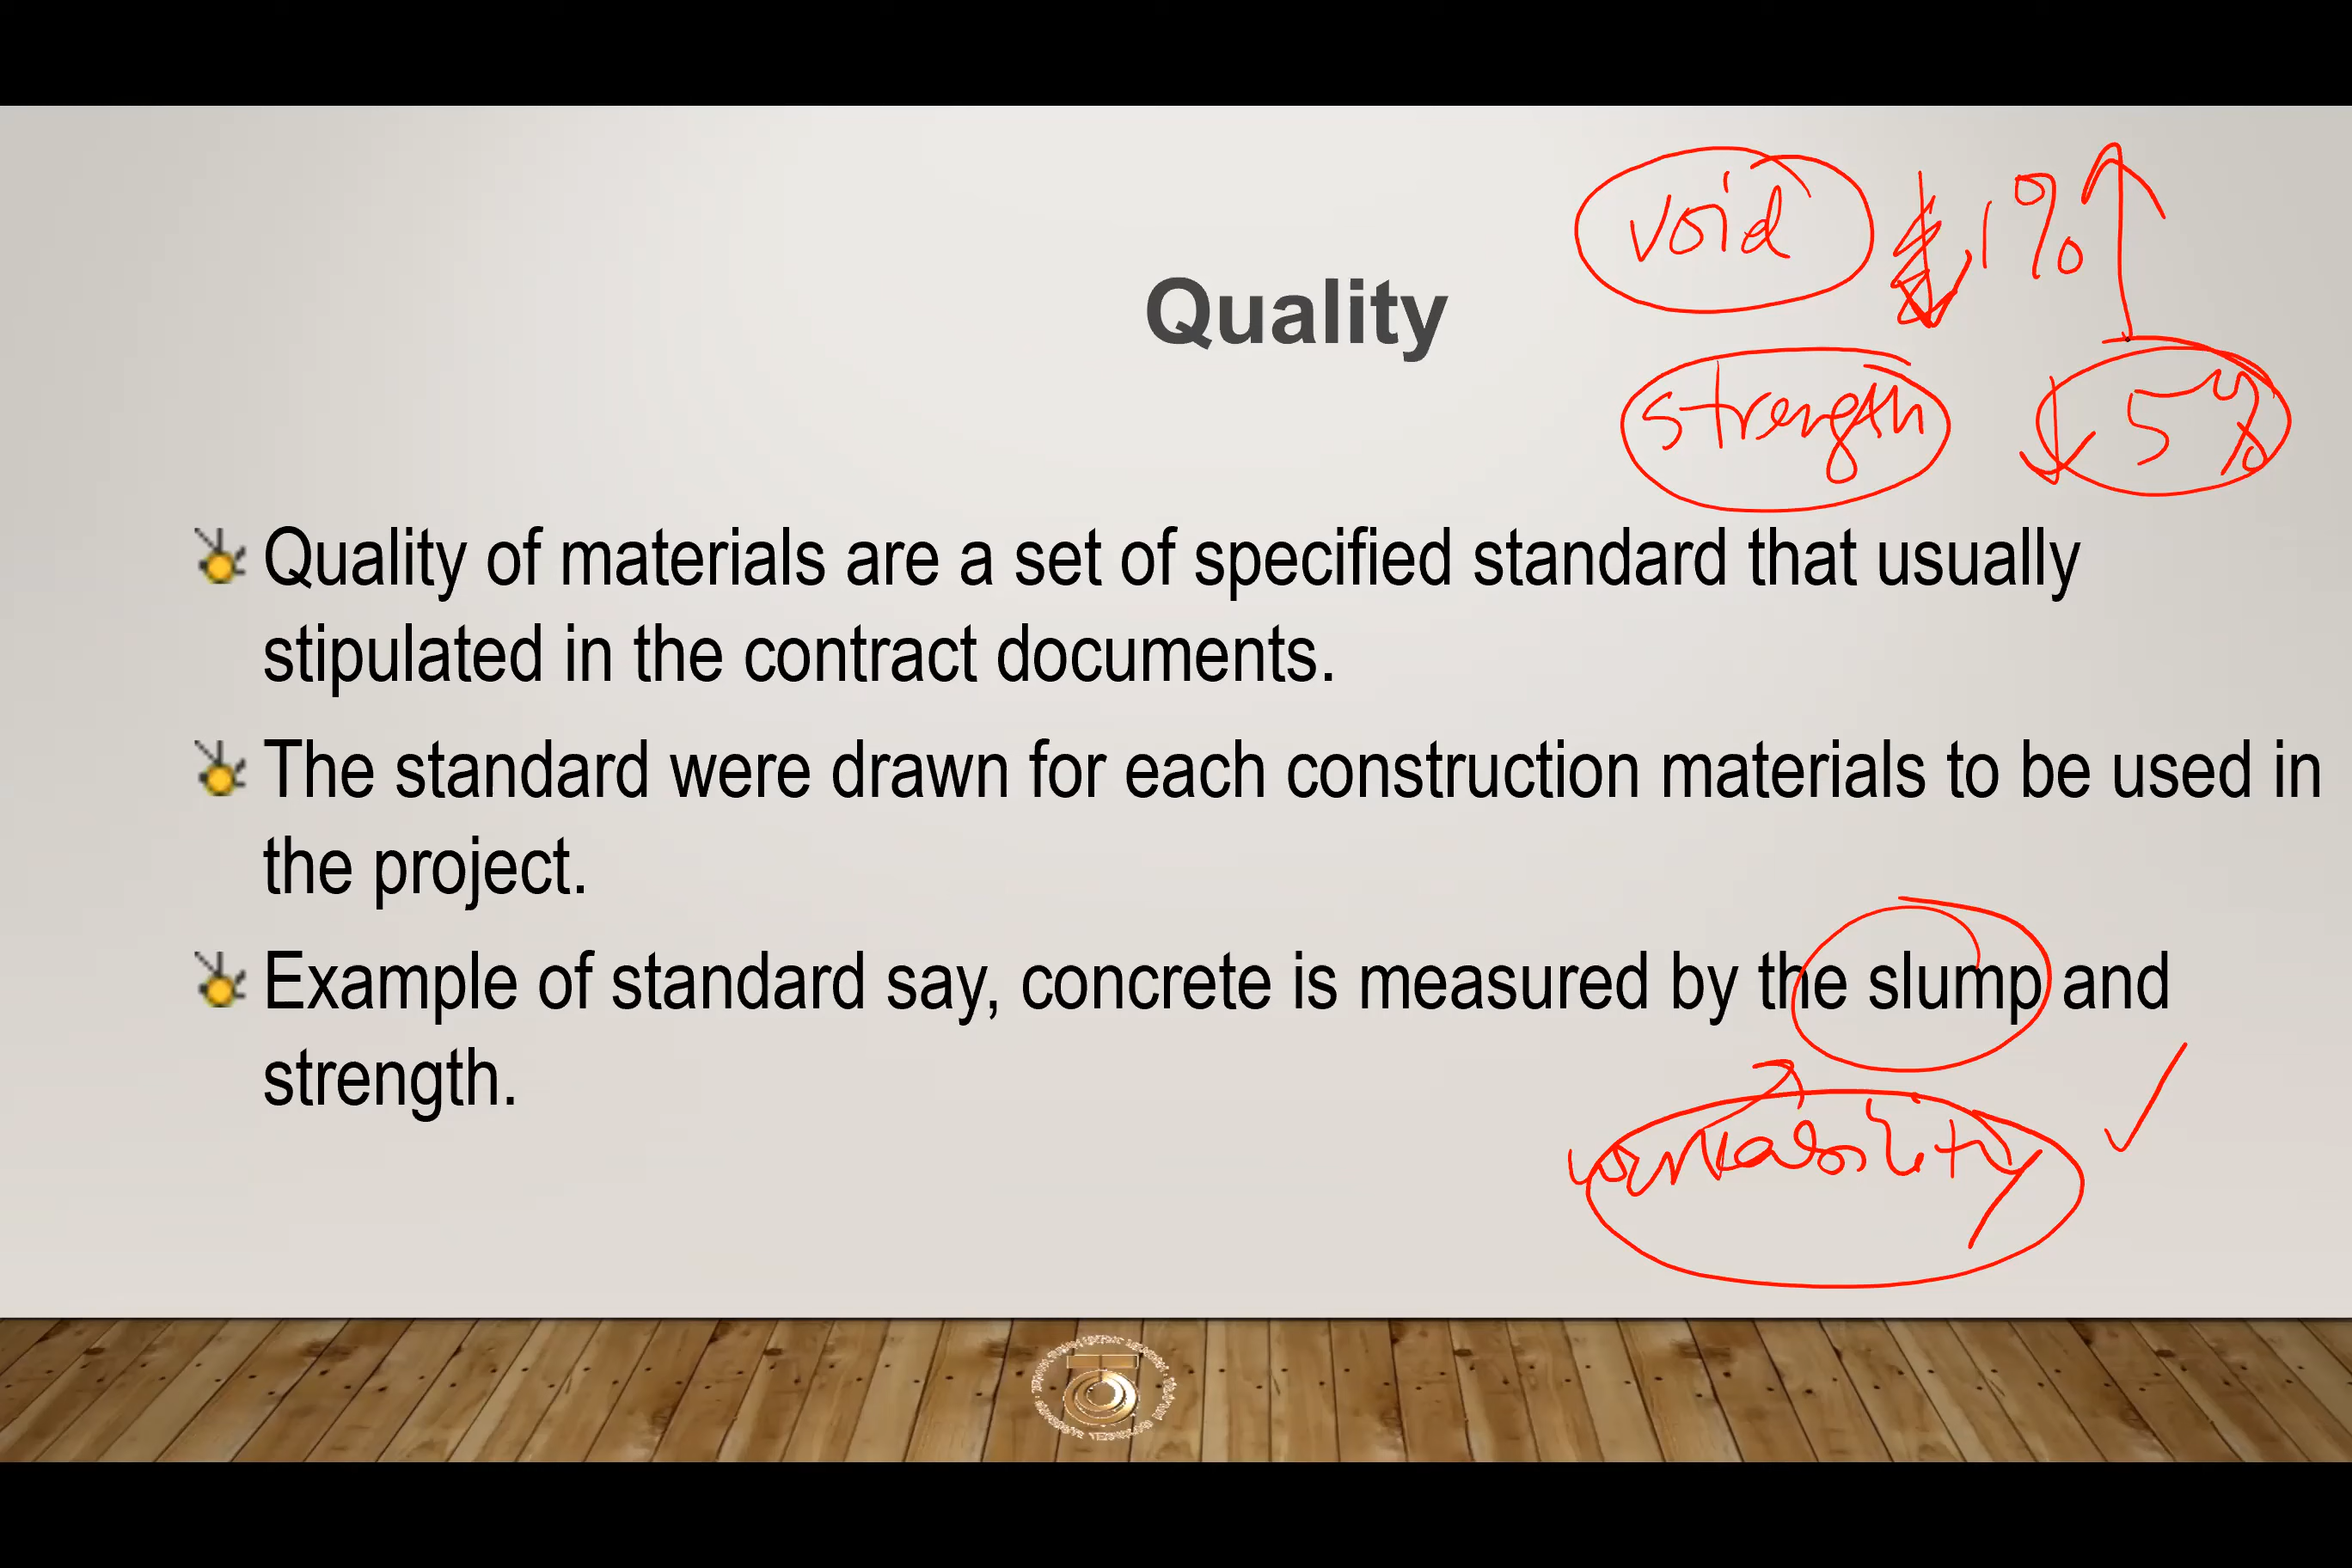 void 1%
Quality
strength 5%
Quality of materials are a set of specified standard that usually
stipulated in the contract documents.
The standard were drawn for each construction materials to be used in
the project.
Example of standard say, concrete is measured by the slump and
strength.
workability